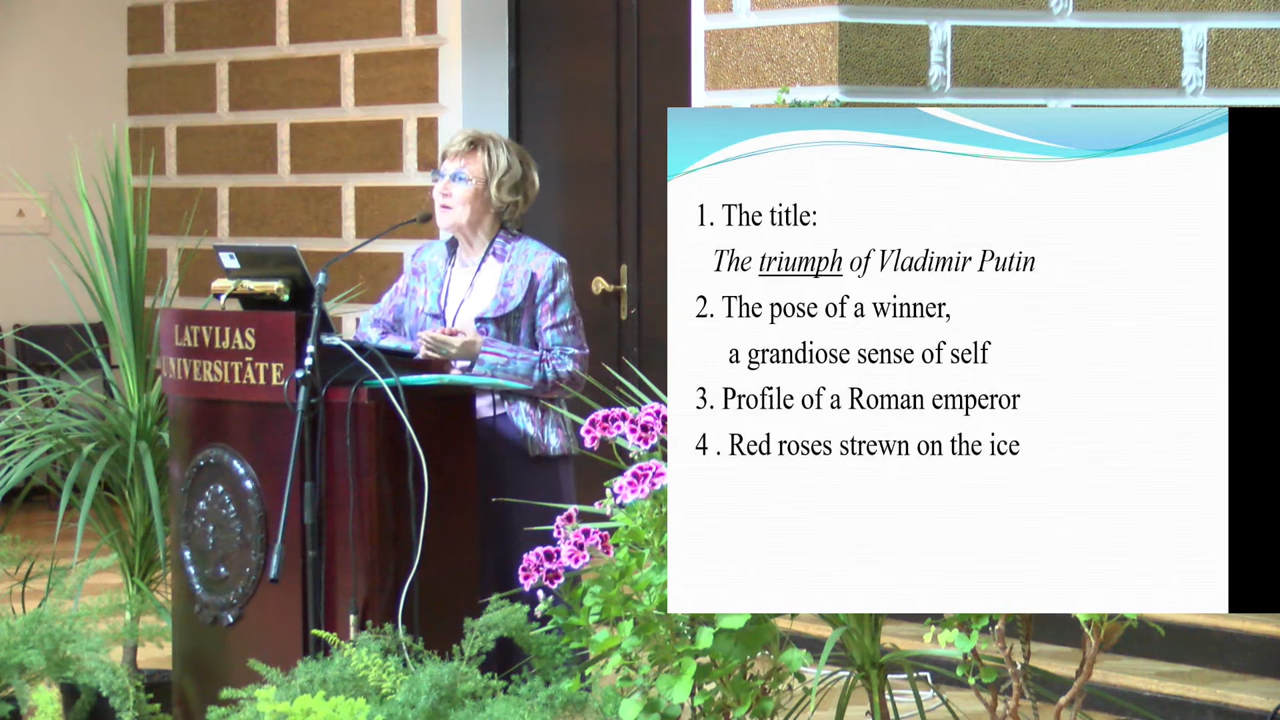 LATVIJAS
UNIVERSITĀTE
1. The title:
The triumph of Vladimir Putin
2. The pose of a winner,
a grandiose sense of self
3. Profile of a Roman emperor
4 . Red roses strewn on the ice